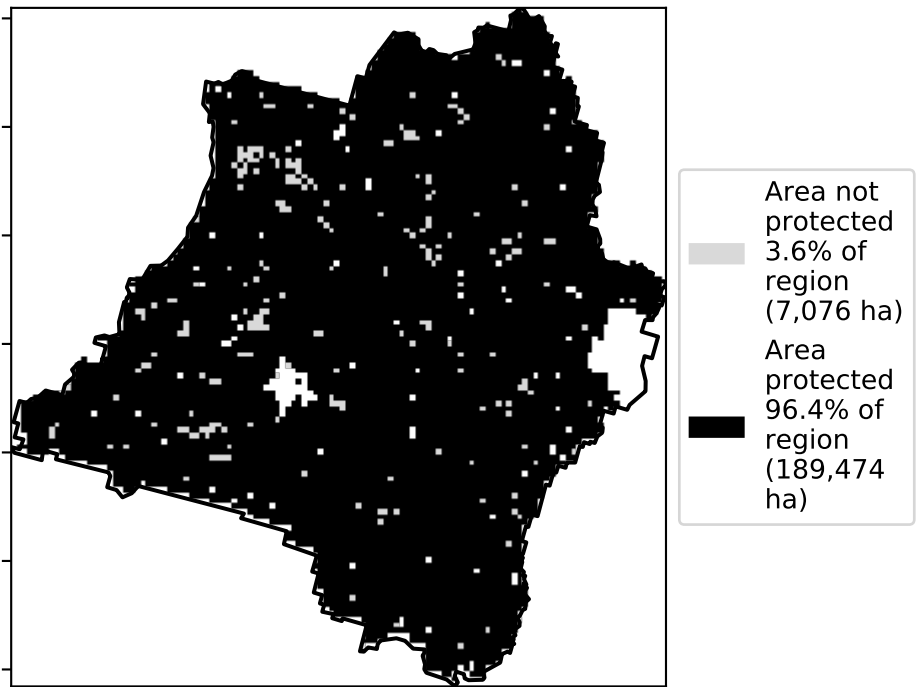 Area not
protected
3.6% of
region
(7,076 ha)
Area
protected
96.4% of
region
(189,474
ha)